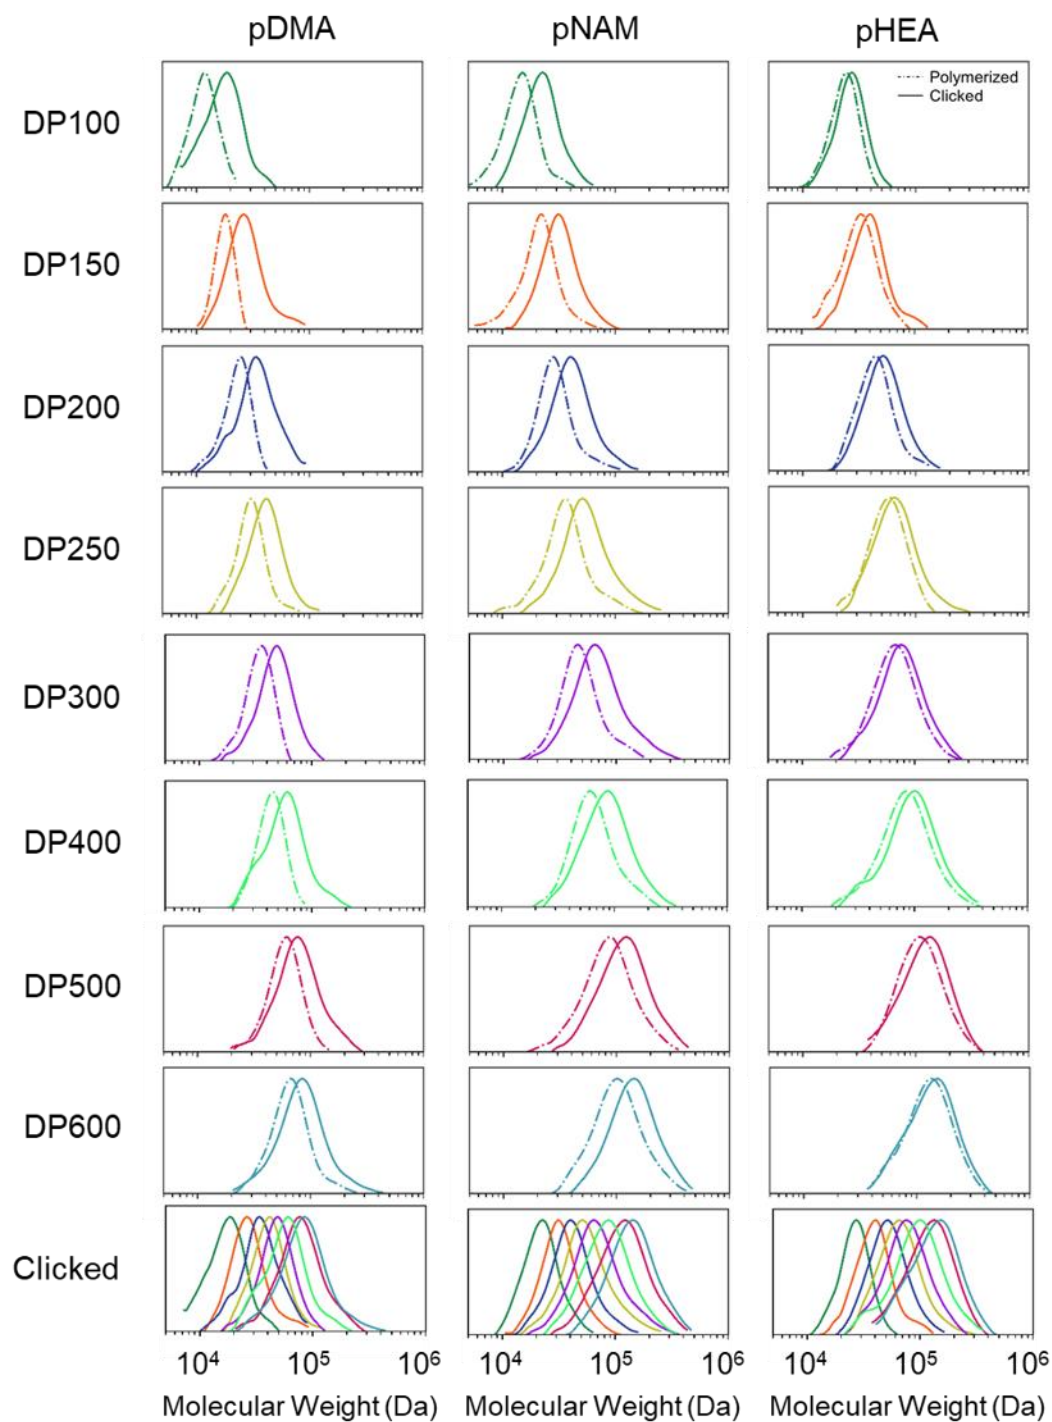 pDMA pNAM pHEA
DP100
Polymerized
Clicked
DP150
DP200
DP250
DP300
DP400
DP500
DP600
Clicked
10⁴ 10⁵ 10⁶ 10⁴ 10⁵ 10⁶ 10⁴ 10⁵ 10⁶
Molecular Weight (Da) Molecular Weight (Da) Molecular Weight (Da)